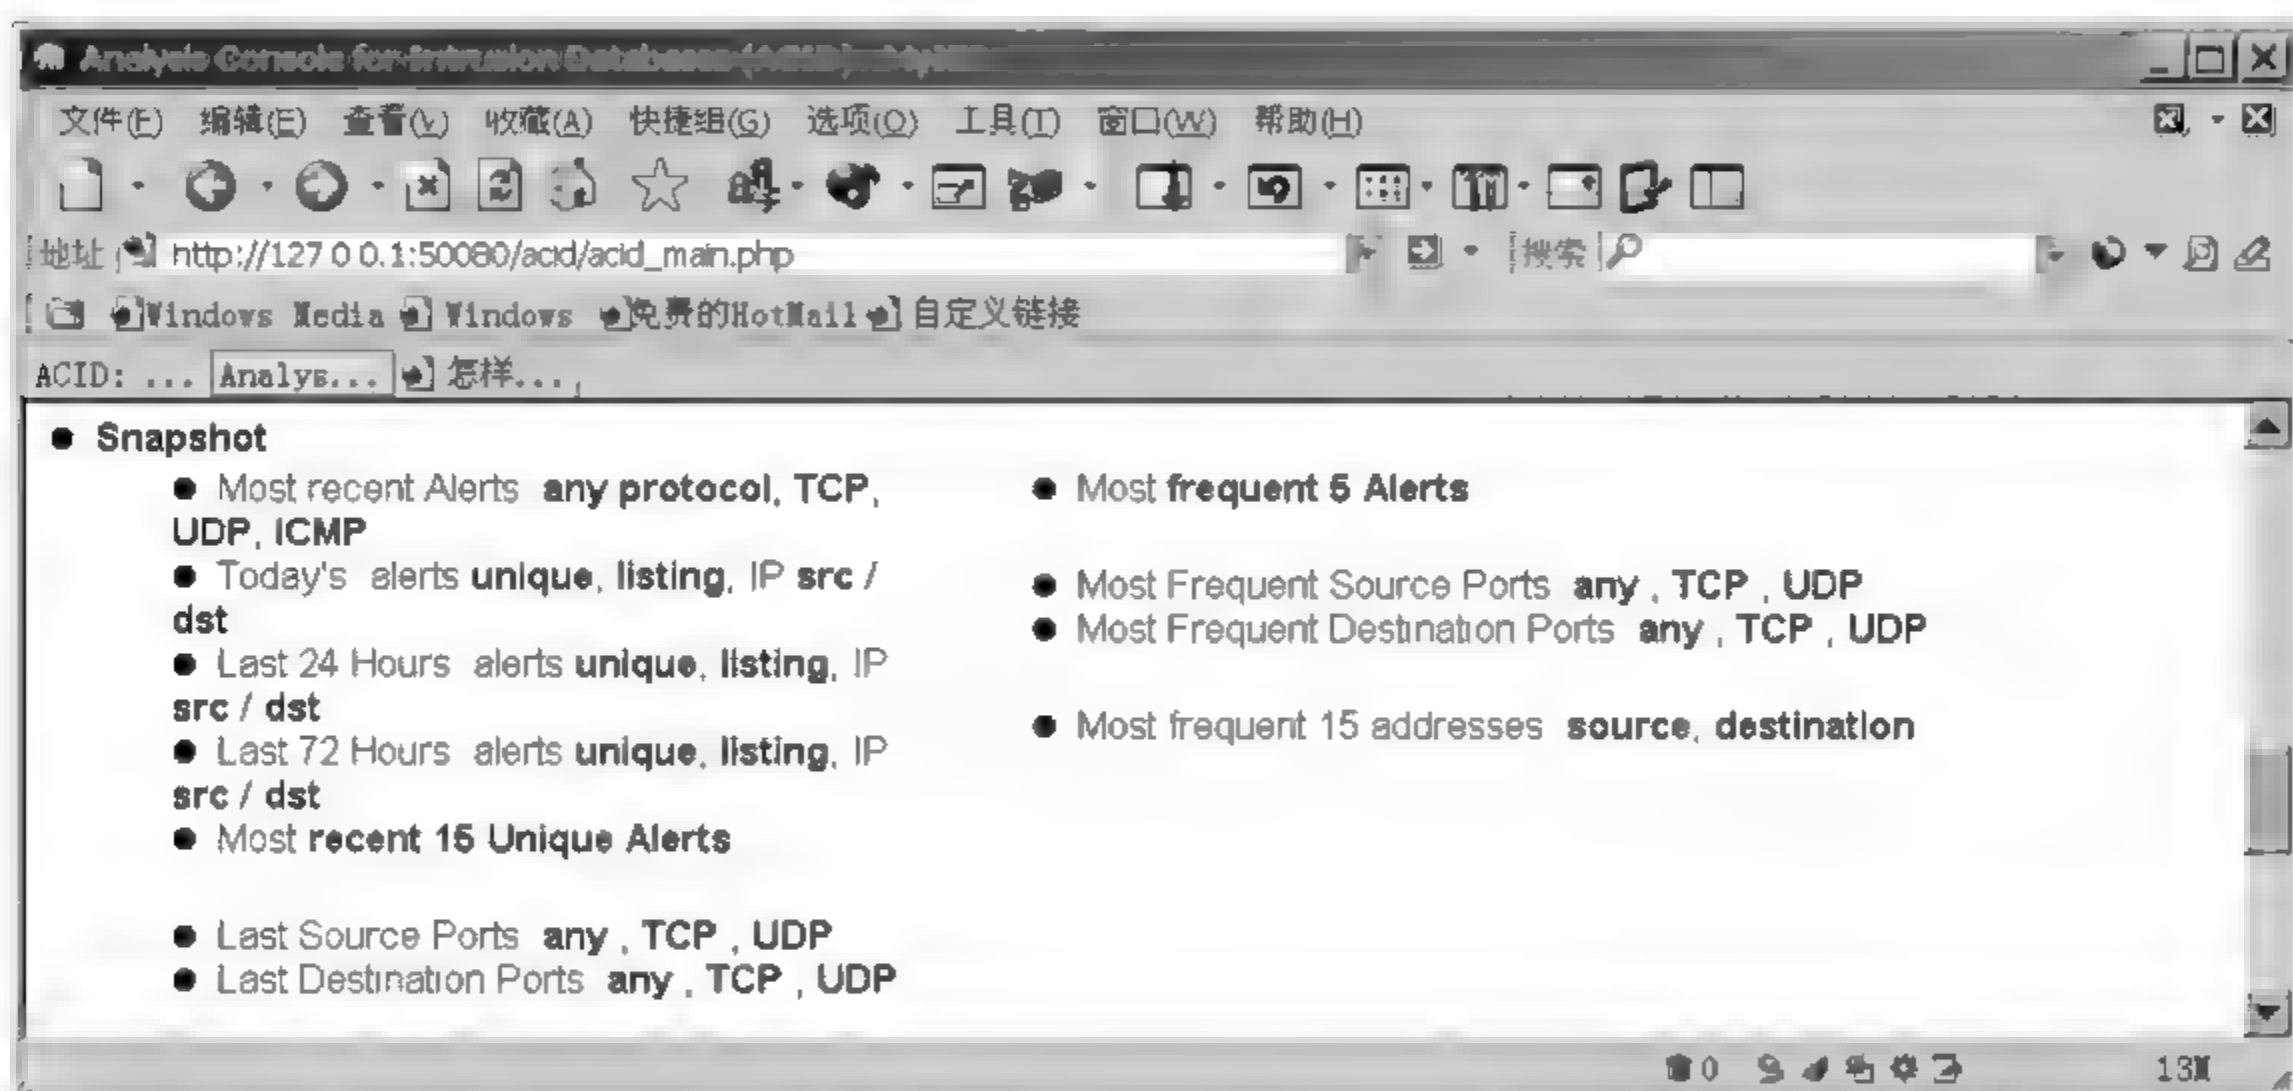 Analysis Console for Intrusion Databases
文件(F) 编辑(E) 查看(V) 收藏(A) 快捷组(G) 选项(O) 工具(T) 窗口(W) 帮助(H)
地址 http://127.0.0.1:50080/acid/acid_main.php 搜索
Windows Media Windows 免费的HotMail 自定义链接
ACID: ... Analys... 怎样...
Snapshot
Most recent Alerts any protocol, TCP,
UDP, ICMP
Today's alerts unique, listing, IP src /
dst
Last 24 Hours alerts unique, listing, IP
src / dst
Last 72 Hours alerts unique, listing, IP
src / dst
Most recent 15 Unique Alerts
Last Source Ports any , TCP , UDP
Last Destination Ports any , TCP , UDP
Most frequent 5 Alerts
Most Frequent Source Ports any , TCP , UDP
Most Frequent Destination Ports any , TCP , UDP
Most frequent 15 addresses source, destination
0 13M